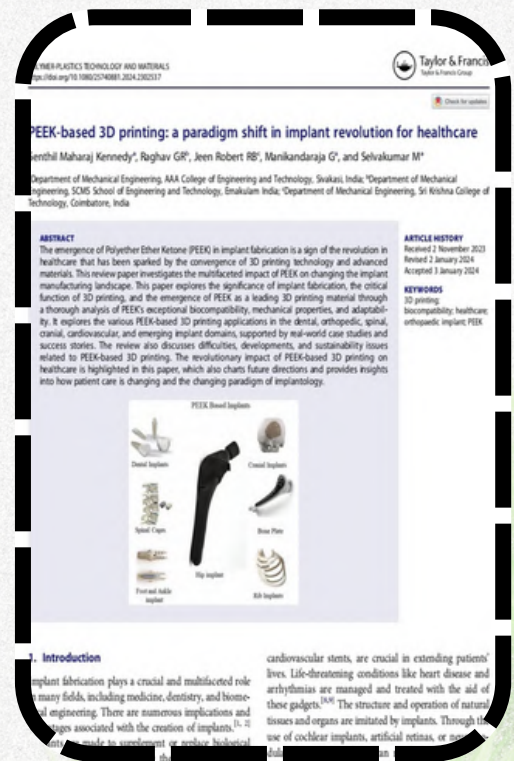 POLYMER-PLASTICS TECHNOLOGY AND MATERIALS
https://doi.org/10.1080/25740881.2024.2302537
Taylor & Francis
Taylor & Francis Group
Check for updates
PEEK-based 3D printing: a paradigm shift in implant revolution for healthcare
Senthil Maharaj Kennedy, Raghav GR, Jeen Robert RB, Manikandaraja G, and Selvakumar M
Department of Mechanical Engineering, AAA College of Engineering and Technology, Sivakasi, India; Department of Mechanical
Engineering, SCMS School of Engineering and Technology, Ernakulam India; Department of Mechanical Engineering, Sri Krishna College of
Technology, Coimbatore, India
ABSTRACT
The emergence of Polyether Ether Ketone (PEEK) in implant fabrication is a sign of the revolution in
healthcare that has been sparked by the convergence of 3D printing technology and advanced
materials. This review paper investigates the multifaceted impact of PEEK on changing the implant
manufacturing landscape. This paper explores the significance of implant fabrication, the critical
function of 3D printing, and the emergence of PEEK as a leading 3D printing material through
a thorough analysis of PEEK's exceptional biocompatibility, mechanical properties, and adaptabil-
ity. It explores the various PEEK-based 3D printing applications in the dental, orthopedic, spinal,
cranial, cardiovascular, and emerging implant domains, supported by real-world case studies and
success stories. The review also discusses difficulties, developments, and sustainability issues
related to PEEK-based 3D printing. The revolutionary impact of PEEK-based 3D printing on
healthcare is highlighted in this paper, which also charts future directions and provides insights
into how patient care is changing and the changing paradigm of implantology.
ARTICLE HISTORY
Received 2 November 2023
Revised 2 January 2024
Accepted 3 January 2024
KEYWORDS
3D printing;
biocompatibility; healthcare;
orthopaedic implant; PEEK
PEEK Based Implants
Dental Implants
Cranial Implants
Spinal Cages
Bone Plate
Foot and Ankle
implant
Hip implant
Rib Implants
1. Introduction
implant fabrication plays a crucial and multifaceted role
in many fields, including medicine, dentistry, and biome-
engineering. There are numerous implications and
associated with the creation of implants.[1, 2]
made to supplement or replace biological
cardiovascular stents, are crucial in extending patients'
lives. Life-threatening conditions like heart disease and
arrhythmias are managed and treated with the aid of
these gadgets.[8,9] The structure and operation of natural
tissues and organs are imitated by implants. Through the
use of cochlear implants, artificial retinas, or